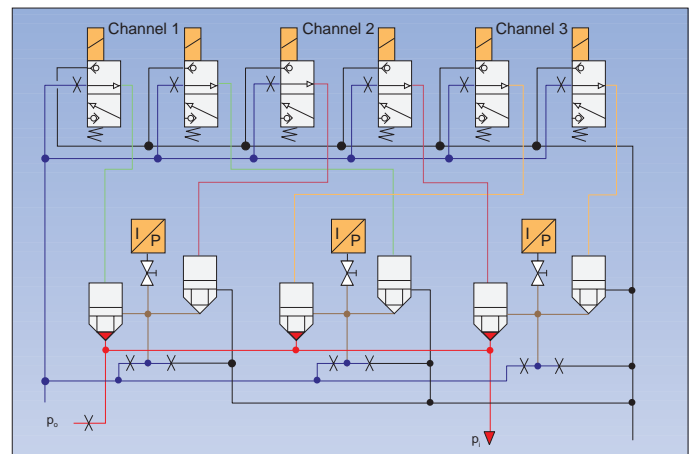 Channel 1 Channel 2 Channel 3
I P I P I P
pₒ
pᵢ